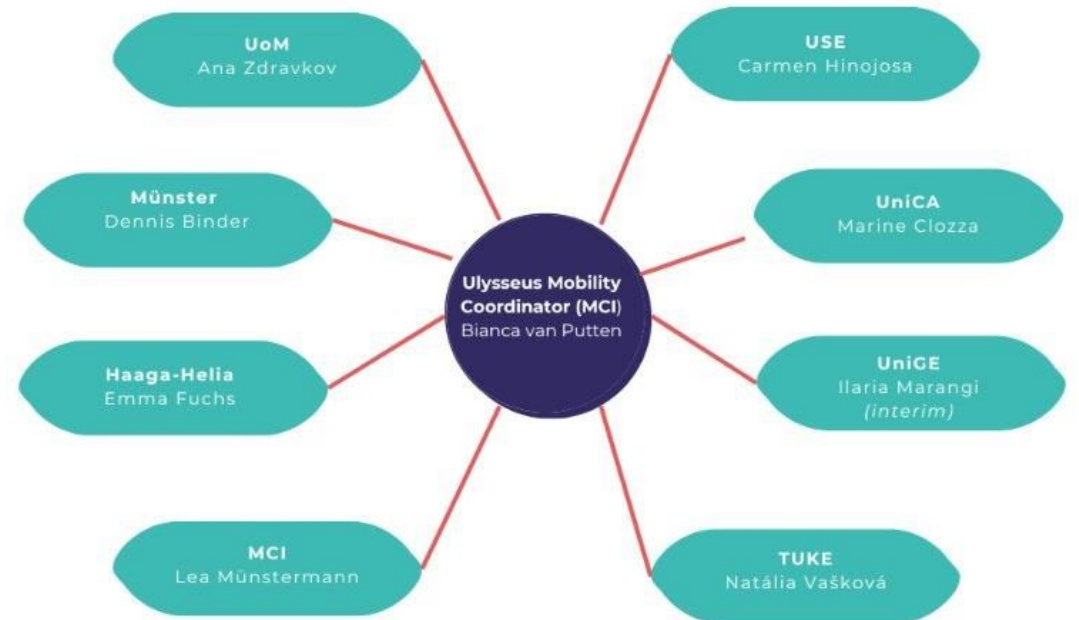 UoM
Ana Zdravkov
USE
Carmen Hinojosa
Münster
Dennis Binder
UniCA
Marine Clozza
Ulysseus Mobility
Coordinator (MCI)
Bianca van Putten
Haaga-Helia
Emma Fuchs
UniGE
Ilaria Marangi
(interim)
MCI
Lea Münstermann
TUKE
Natália Vašková